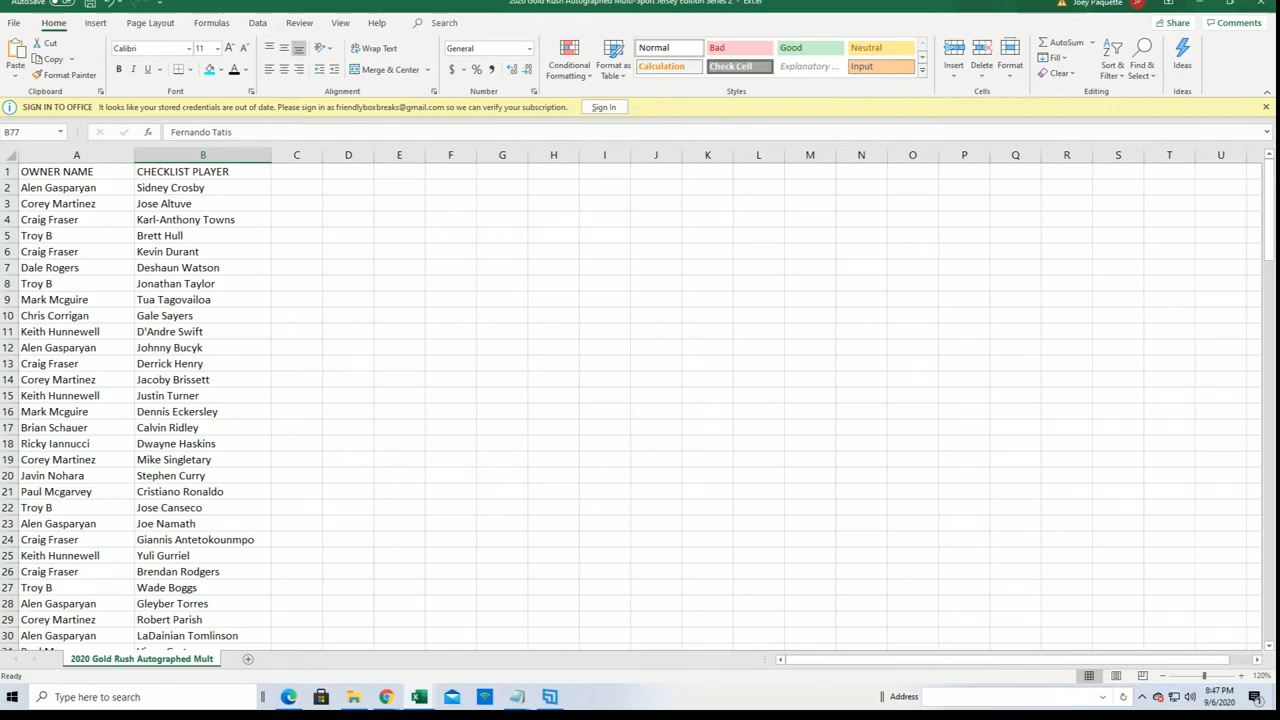 AutoSave
2020 Gold Rush Autographed Multi-Sport Jersey Edition Series 2 - Excel
Joey Paquette JP
File Home Insert Page Layout Formulas Data Review View Help Search Share Comments
Paste Cut Copy Format Painter Clipboard
Calibri 11 B I U A Font
Wrap Text Merge & Center Alignment
General $ % Number
Conditional Formatting Format as Table
Normal Bad Good Neutral
Calculation Check Cell Explanatory ... Input
Styles
Insert Delete Format Cells
AutoSum Fill Clear Sort & Filter Find & Select Editing
Ideas Ideas
SIGN IN TO OFFICE It looks like your stored credentials are out of date. Please sign in as friendlyboxbreaks@gmail.com so we can verify your subscription. Sign In
B77 fx Fernando Tatis
A B C D E F G H I J K L M N O P Q R S T U
1 OWNER NAME CHECKLIST PLAYER
2 Alen Gasparyan Sidney Crosby
3 Corey Martinez Jose Altuve
4 Craig Fraser Karl-Anthony Towns
5 Troy B Brett Hull
6 Craig Fraser Kevin Durant
7 Dale Rogers Deshaun Watson
8 Troy B Jonathan Taylor
9 Mark Mcguire Tua Tagovailoa
10 Chris Corrigan Gale Sayers
11 Keith Hunnewell D'Andre Swift
12 Alen Gasparyan Johnny Bucyk
13 Craig Fraser Derrick Henry
14 Corey Martinez Jacoby Brissett
15 Keith Hunnewell Justin Turner
16 Mark Mcguire Dennis Eckersley
17 Brian Schauer Calvin Ridley
18 Ricky Iannucci Dwayne Haskins
19 Corey Martinez Mike Singletary
20 Javin Nohara Stephen Curry
21 Paul Mcgarvey Cristiano Ronaldo
22 Troy B Jose Canseco
23 Alen Gasparyan Joe Namath
24 Craig Fraser Giannis Antetokounmpo
25 Keith Hunnewell Yuli Gurriel
26 Craig Fraser Brendan Rodgers
27 Troy B Wade Boggs
28 Alen Gasparyan Gleyber Torres
29 Corey Martinez Robert Parish
30 Alen Gasparyan LaDainian Tomlinson
2020 Gold Rush Autographed Mult
Ready 120%
Type here to search Address 8:47 PM
9/6/2020